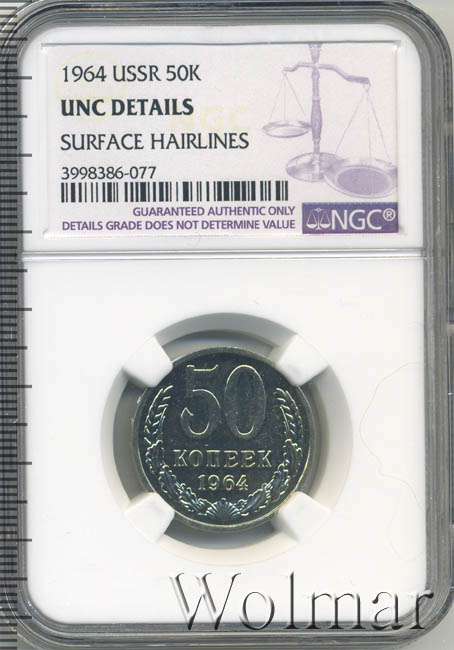 1964 USSR 50K
UNC DETAILS
SURFACE HAIRLINES
3998386-077
GUARANTEED AUTHENTIC ONLY
DETAILS GRADE DOES NOT DETERMINE VALUE
NGC®
50
КОПЕЕК
1964
Wolmar